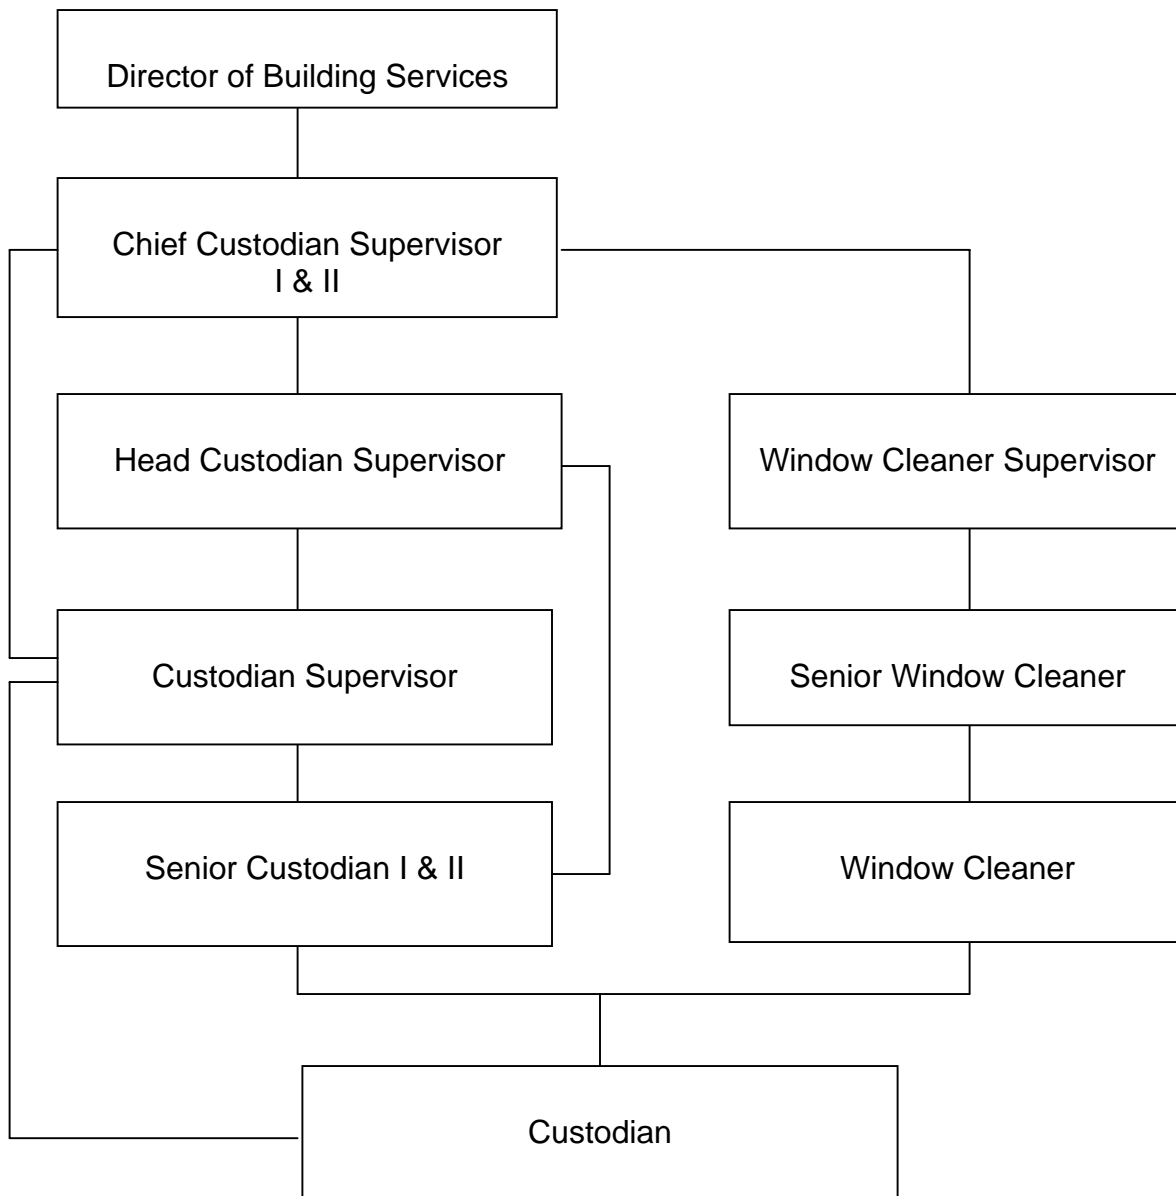 Director of Building Services
Chief Custodian Supervisor
I & II
Head Custodian Supervisor
Window Cleaner Supervisor
Custodian Supervisor
Senior Window Cleaner
Senior Custodian I & II
Window Cleaner
Custodian